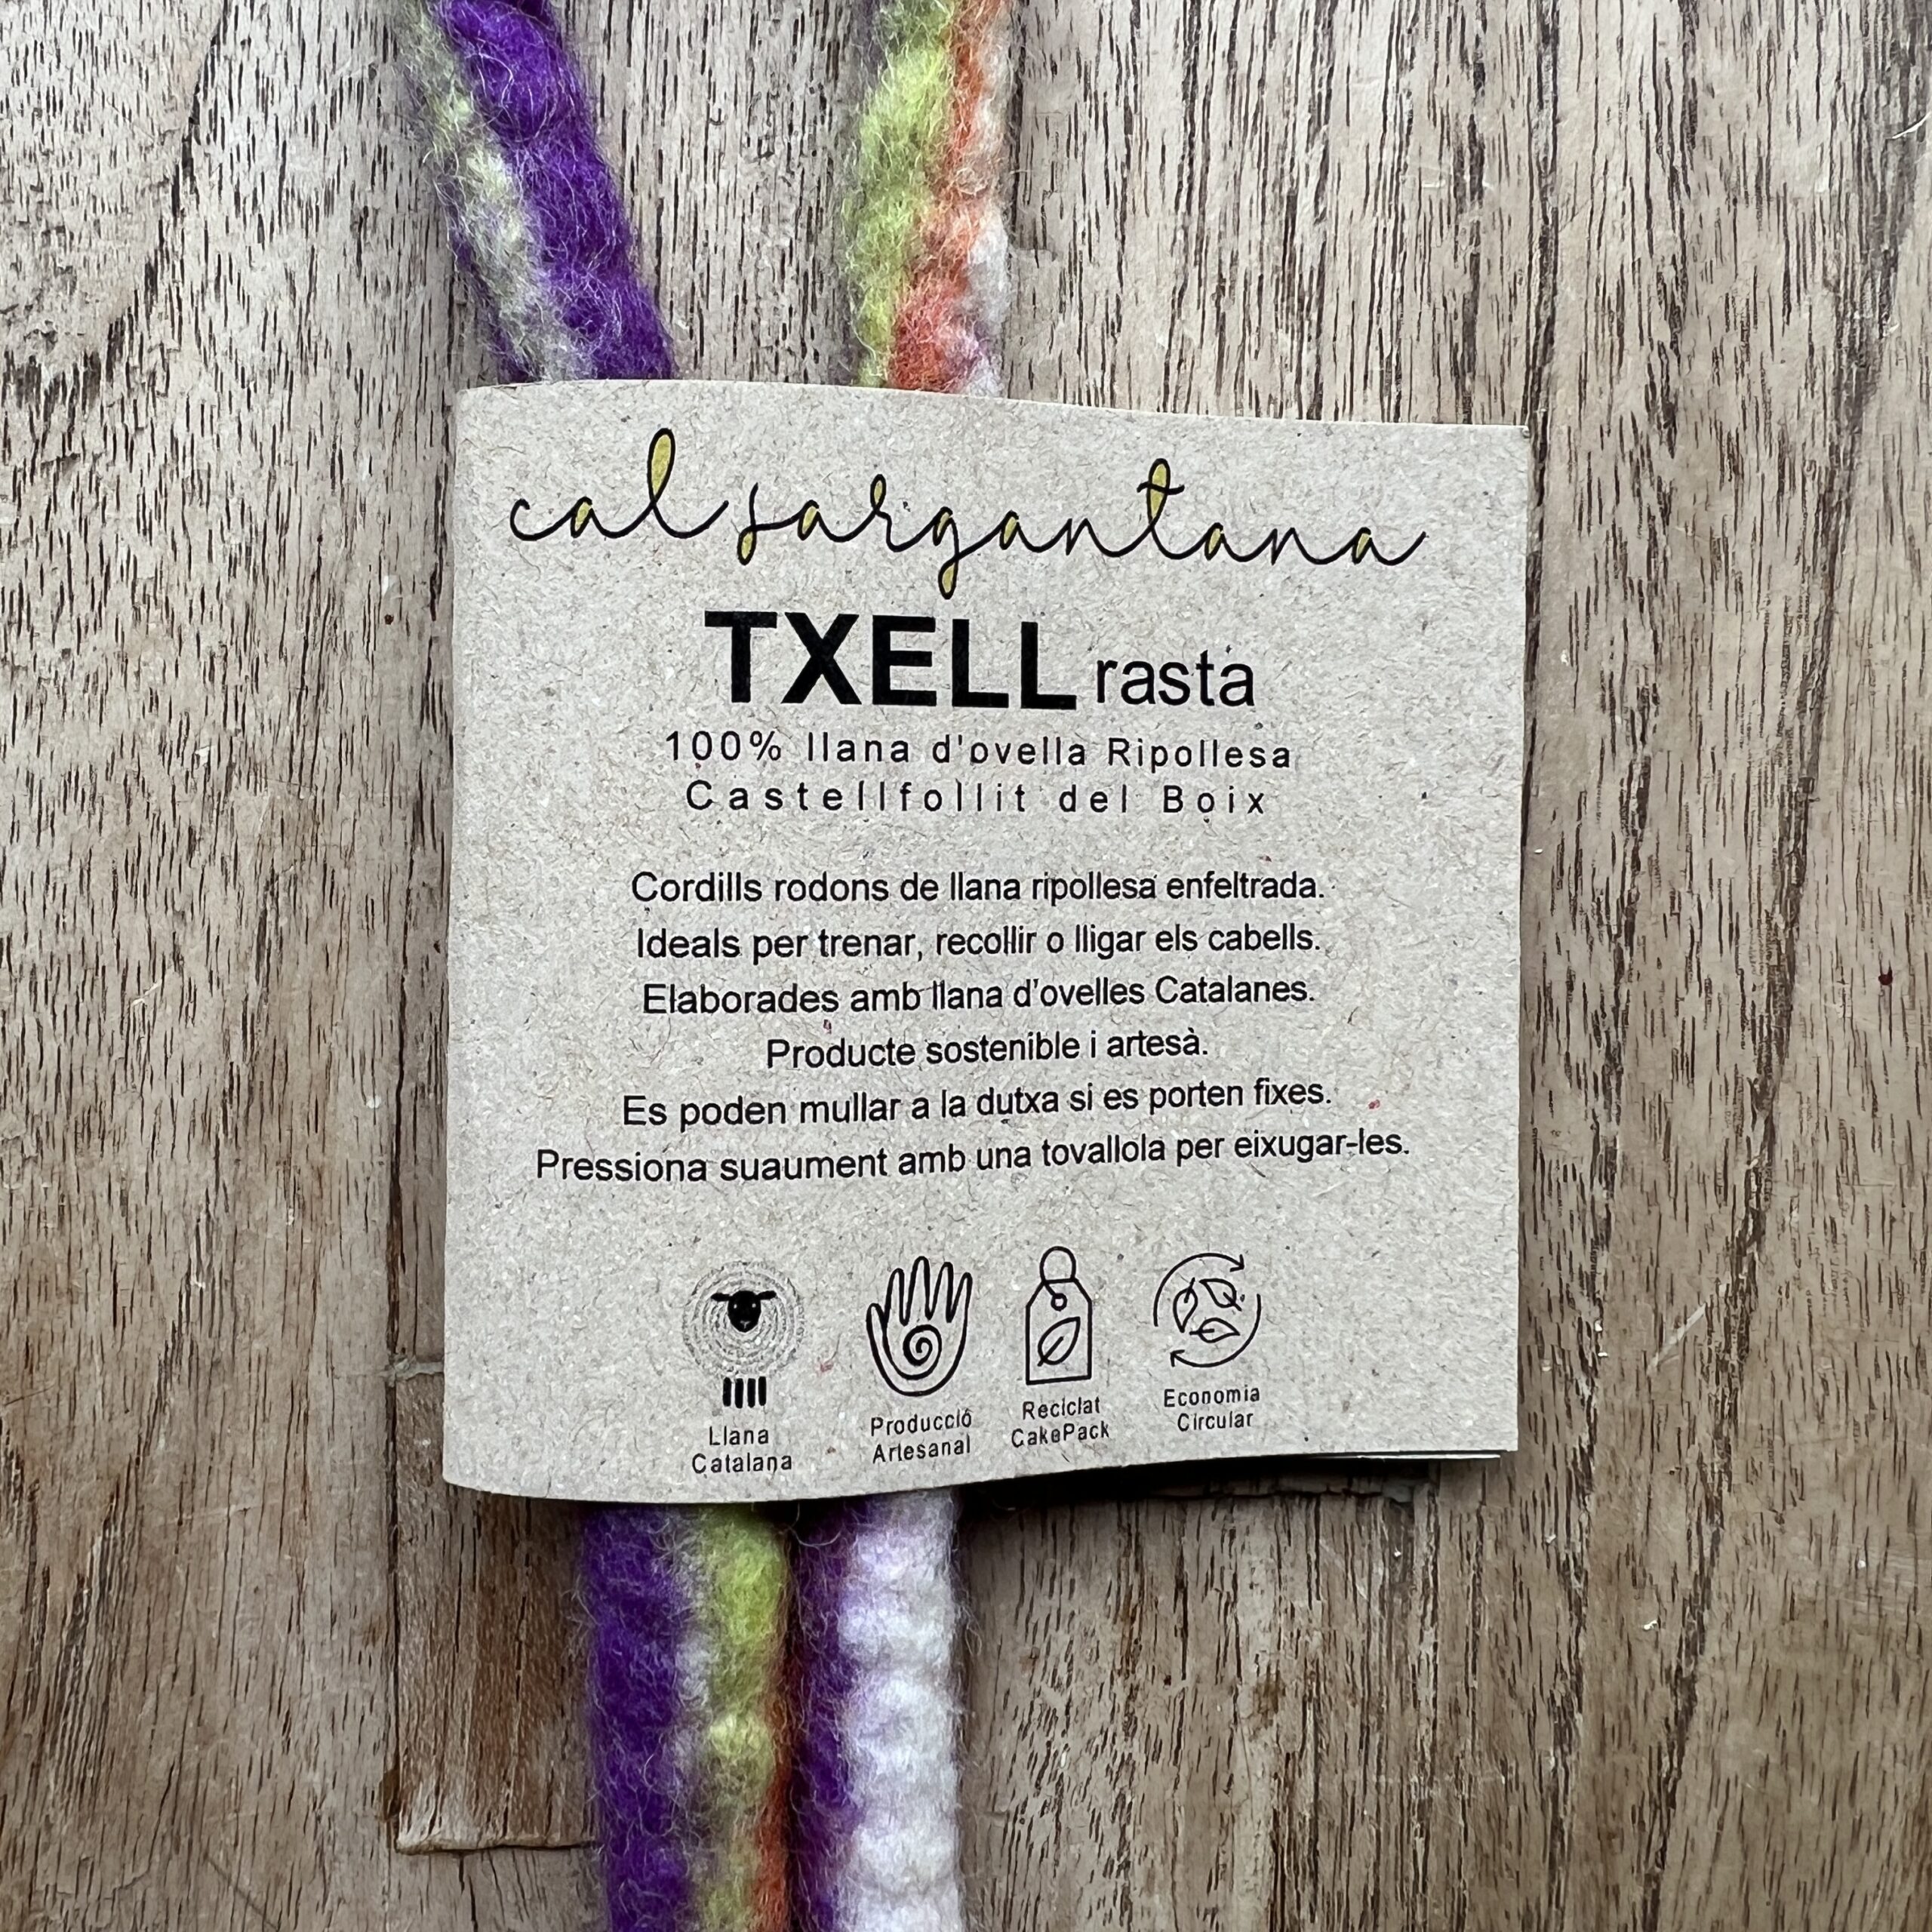 cal sargantana
TXELL rasta
100% llana d'ovella Ripollesa
Castellfollit del Boix
Cordills rodons de llana ripollesa enfeltrada.
Ideals per trenar, recollir o lligar els cabells.
Elaborades amb llana d'ovelles Catalanes.
Producte sostenible i artesà.
Es poden mullar a la dutxa si es porten fixes.
Pressiona suaument amb una tovallola per eixugar-les.
Llana
Catalana
Producció
Artesanal
Reciclat
CakePack
Economia
Circular